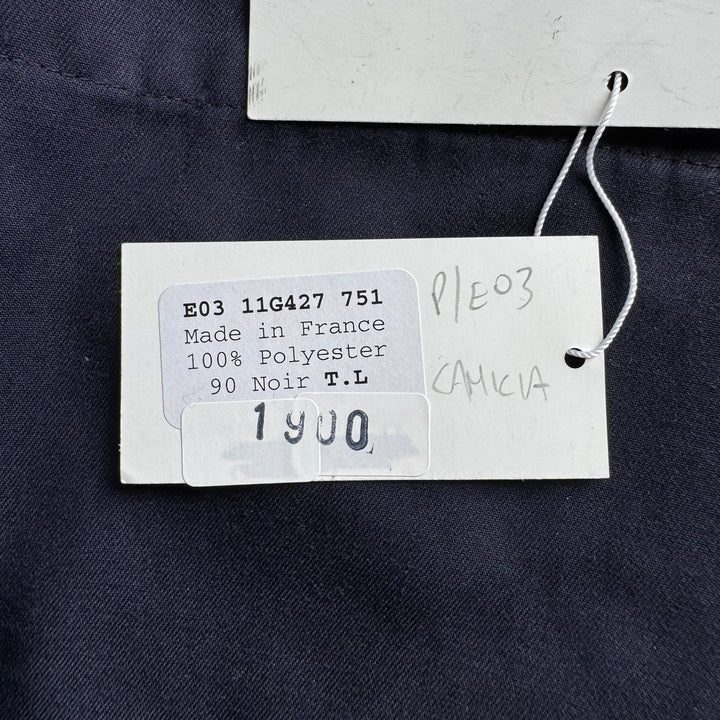 E03 11G427 751
Made in France
100% Polyester
90 Noir T.L
1900
P/E03
CAMICIA